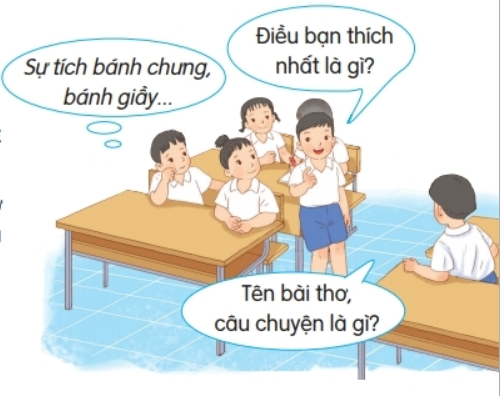 Sự tích bánh chưng,
bánh giầy...
Điều bạn thích
nhất là gì?
Tên bài thơ,
câu chuyện là gì?